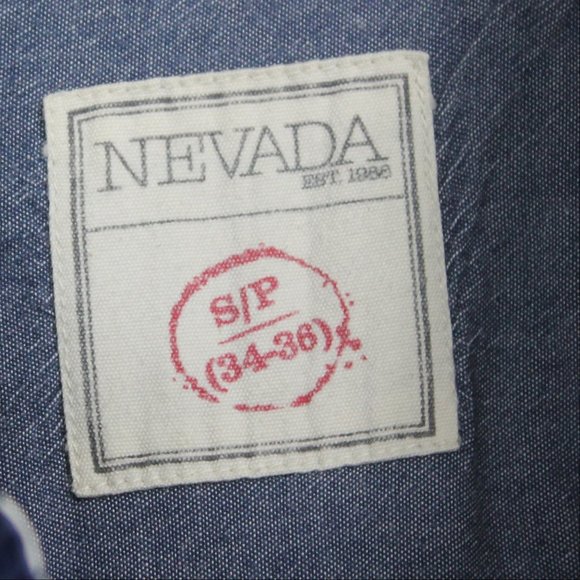 NEVADA
EST. 1986
S/P
(34-36)